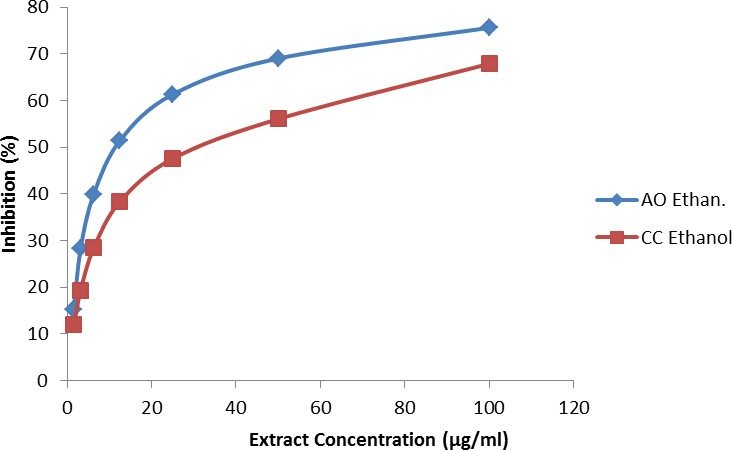 80
70
60
50
40
30
20
10
0
0 20 40 60 80 100 120
Inhibition (%)
Extract Concentration (µg/ml)
AO Ethan.
CC Ethanol